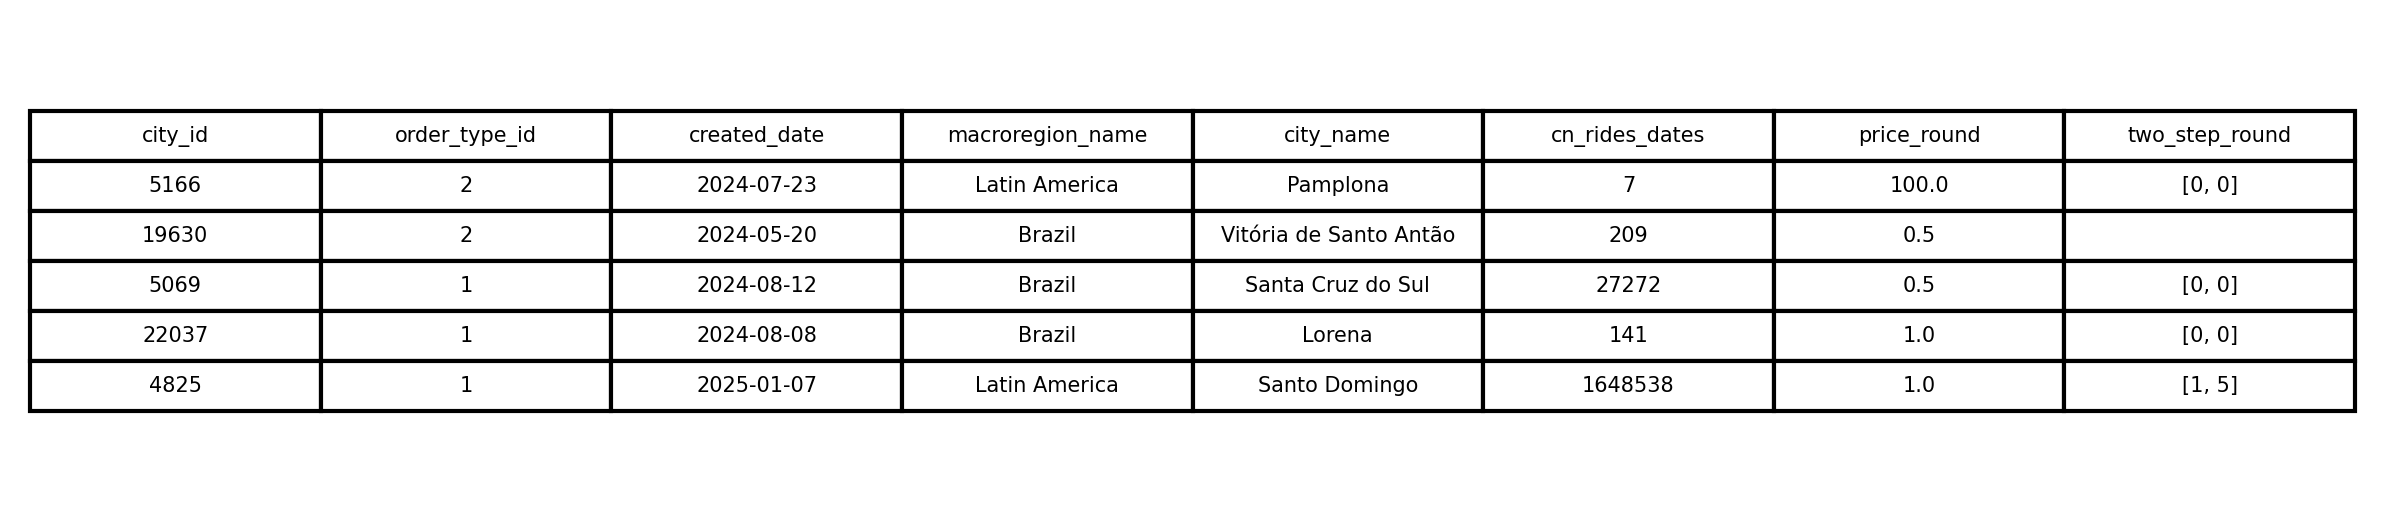 city_id order_type_id created_date macroregion_name city_name cn_rides_dates price_round two_step_round
5166 2 2024-07-23 Latin America Pamplona 7 100.0 [0, 0]
19630 2 2024-05-20 Brazil Vitória de Santo Antão 209 0.5
5069 1 2024-08-12 Brazil Santa Cruz do Sul 27272 0.5 [0, 0]
22037 1 2024-08-08 Brazil Lorena 141 1.0 [0, 0]
4825 1 2025-01-07 Latin America Santo Domingo 1648538 1.0 [1, 5]